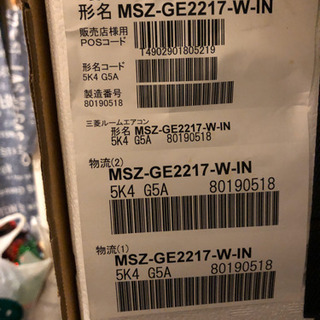 形名 MSZ-GE2217-W-IN
販売店様用
POSコード
T4902901805219
形名コード
5K4 G5A
製造番号
80190518
三菱ルームエアコン
形名 MSZ-GE2217-W-IN
5K4 G5A 80190518
物流(2)
MSZ-GE2217-W-IN
5K4 G5A 80190518
物流(1)
MSZ-GE2217-W-IN
5K4 G5A 80190518